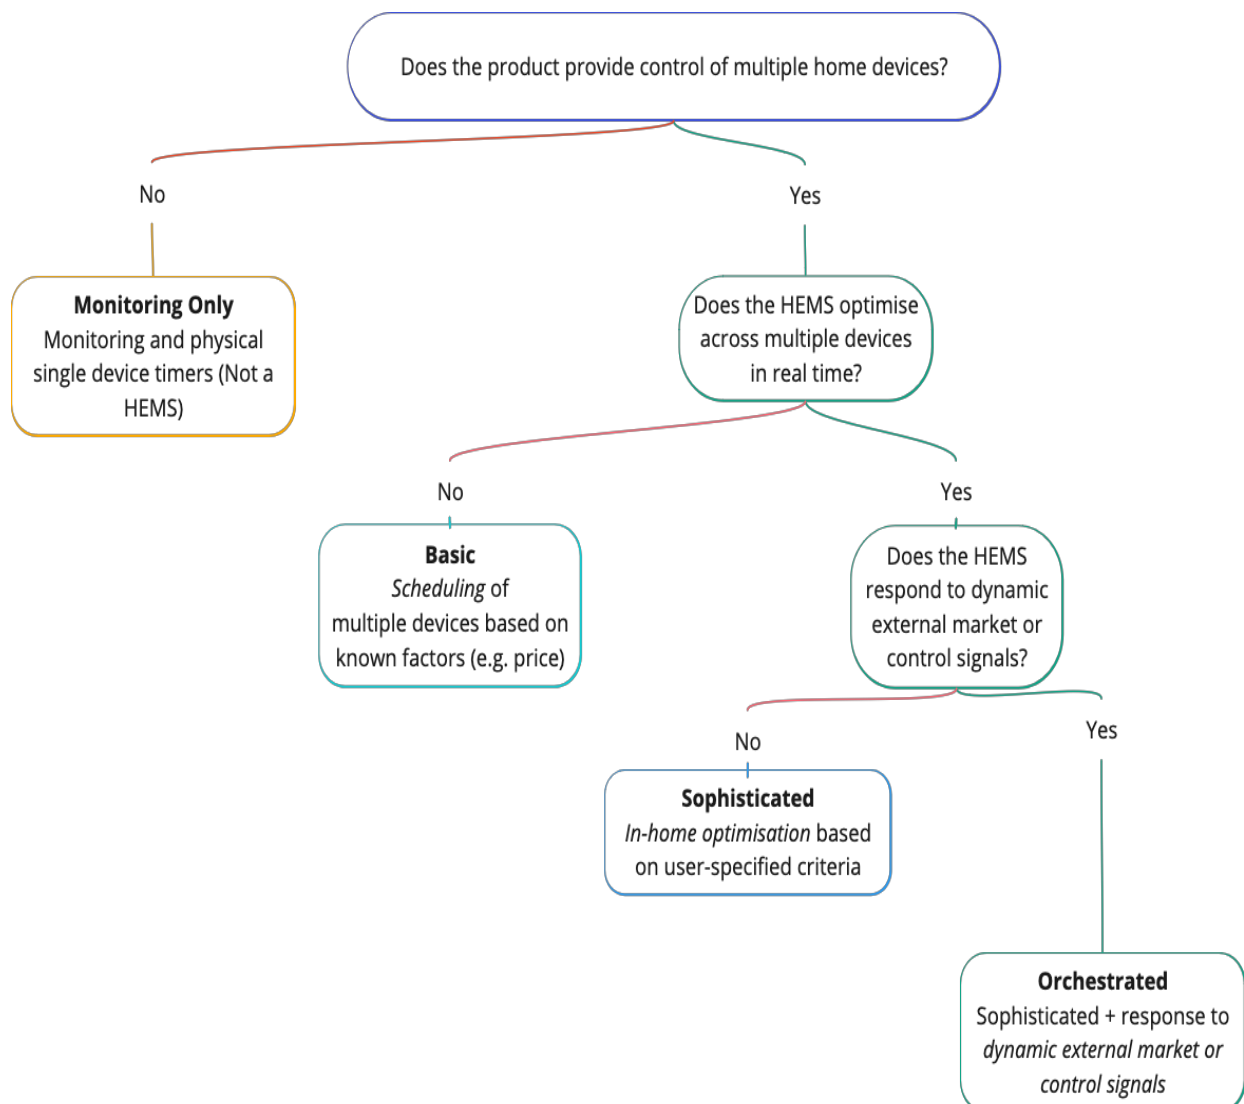 Does the product provide control of multiple home devices?
No
Yes
Monitoring Only
Monitoring and physical
single device timers (Not a
HEMS)
Does the HEMS optimise
across multiple devices
in real time?
No
Yes
Basic
Scheduling of
multiple devices based on
known factors (e.g. price)
Does the HEMS
respond to dynamic
external market or
control signals?
No
Yes
Sophisticated
In-home optimisation based
on user-specified criteria
Orchestrated
Sophisticated + response to
dynamic external market or
control signals